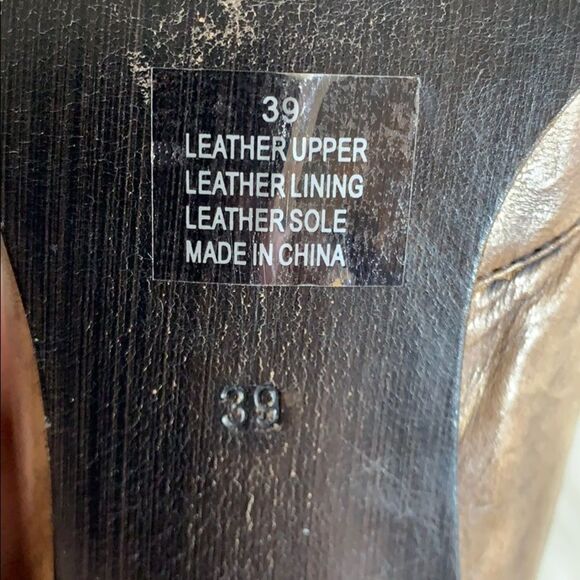 39
LEATHER UPPER
LEATHER LINING
LEATHER SOLE
MADE IN CHINA
39